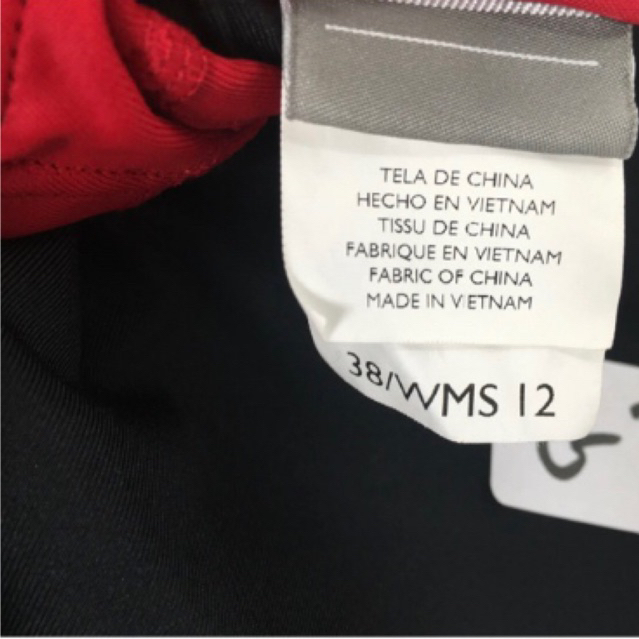 TELA DE CHINA
HECHO EN VIETNAM
TISSU DE CHINA
FABRIQUE EN VIETNAM
FABRIC OF CHINA
MADE IN VIETNAM
38/WMS 12